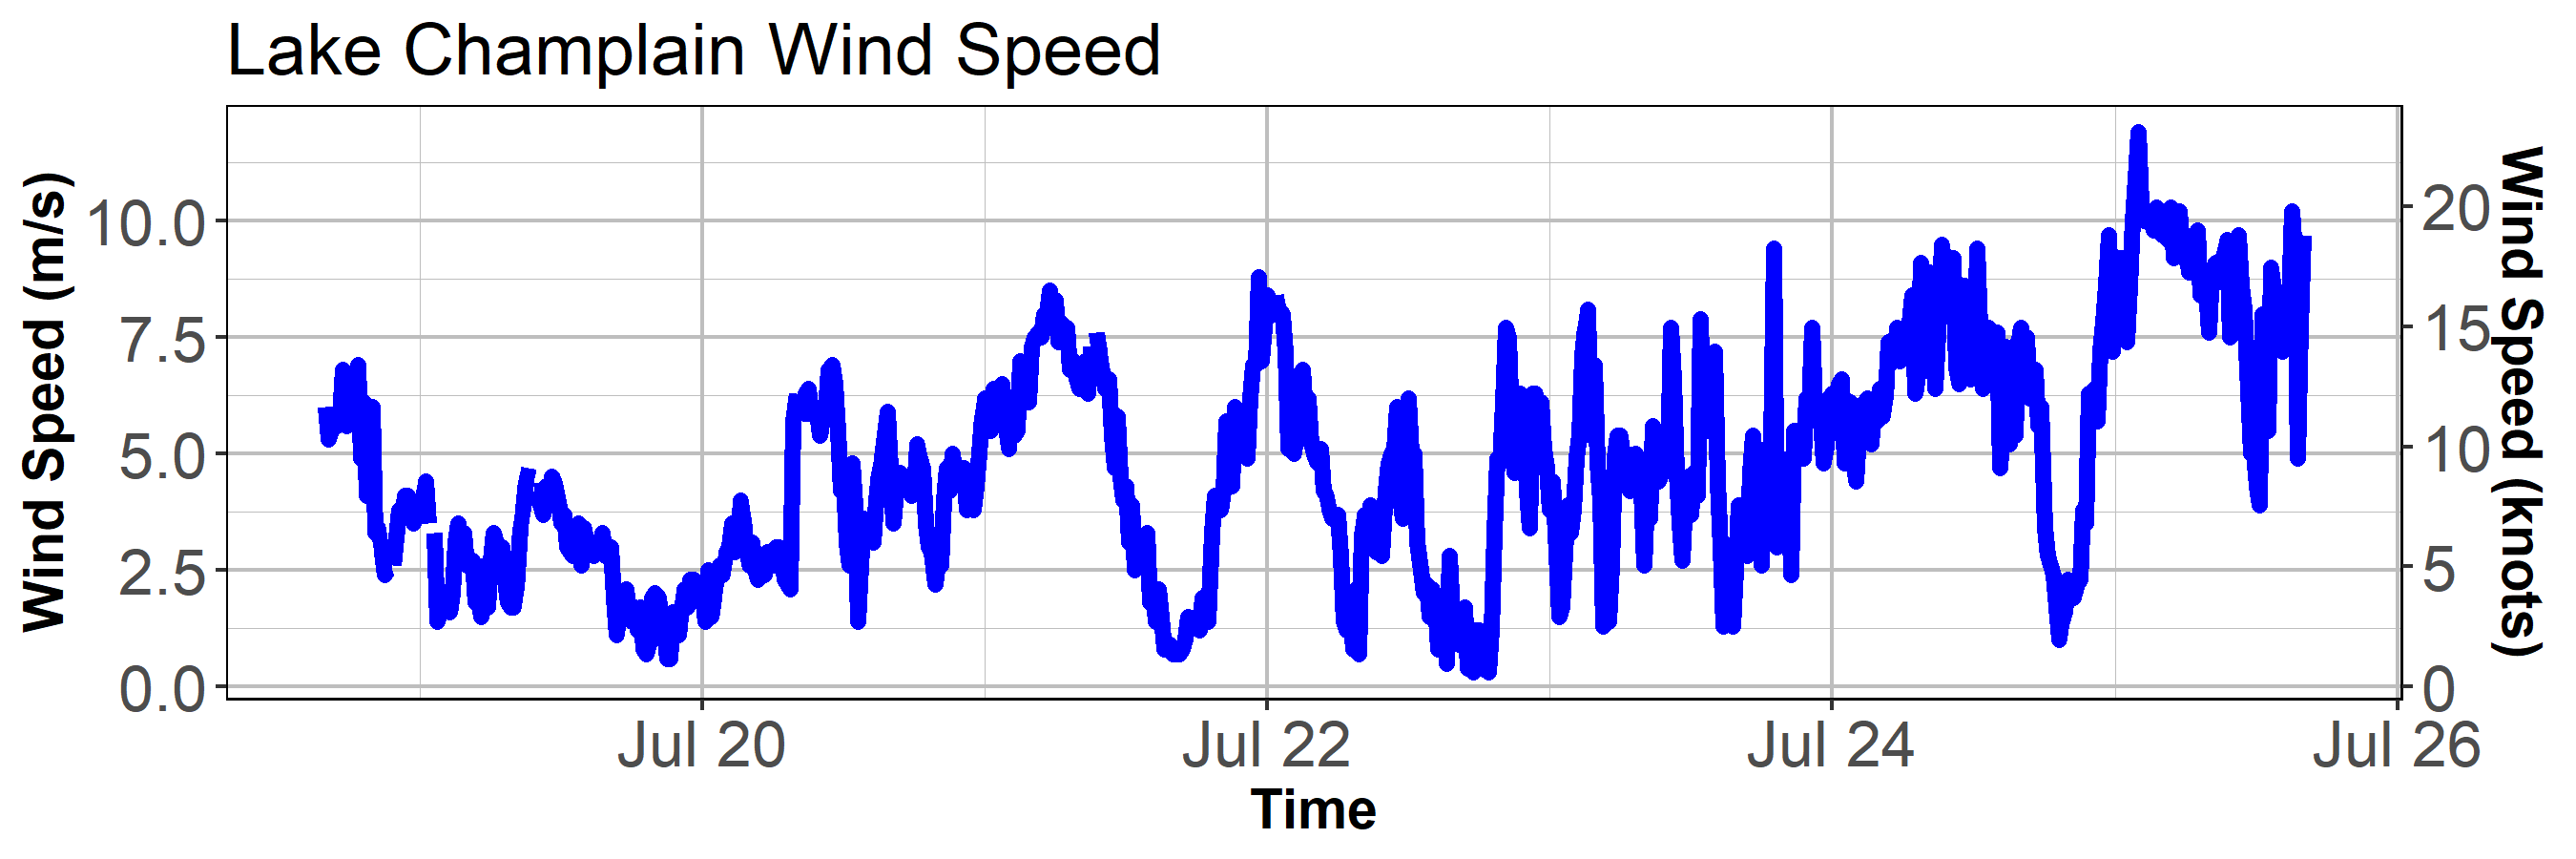 Lake Champlain Wind Speed
Wind Speed (m/s)
10.0
7.5
5.0
2.5
0.0
20
15
10
5
0
Wind Speed (knots)
Jul 20
Jul 22
Jul 24
Jul 26
Time